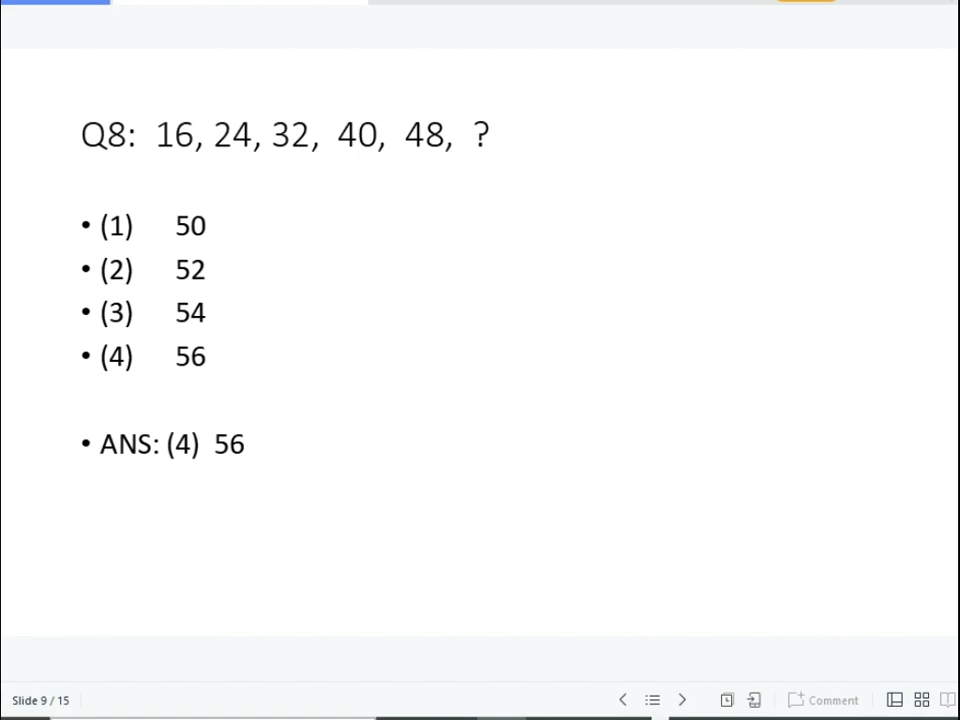 Q8: 16, 24, 32, 40, 48, ?
• (1) 50
• (2) 52
• (3) 54
• (4) 56
• ANS: (4) 56
Slide 9 / 15
Comment